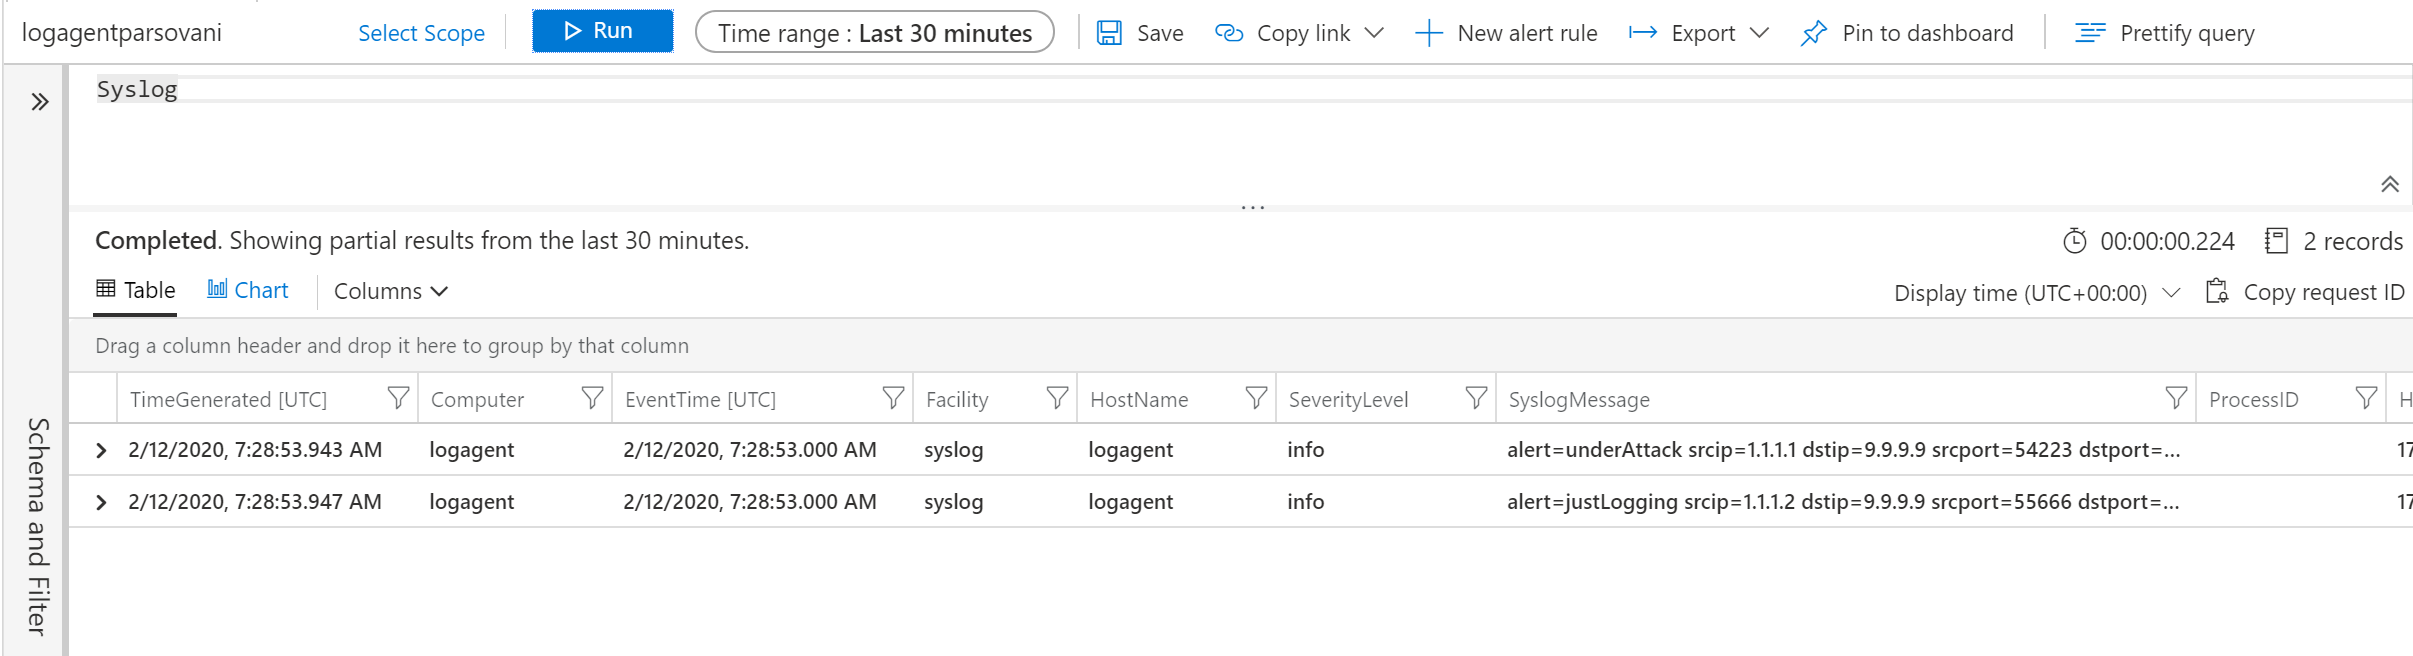 logagentparsovani Select Scope Run Time range : Last 30 minutes Save Copy link New alert rule Export Pin to dashboard Prettify query
Syslog
...
Completed. Showing partial results from the last 30 minutes. 00:00:00.224 2 records
Table Chart Columns Display time (UTC+00:00) Copy request ID
Drag a column header and drop it here to group by that column
TimeGenerated [UTC] Computer EventTime [UTC] Facility HostName SeverityLevel SyslogMessage ProcessID H
2/12/2020, 7:28:53.943 AM logagent 2/12/2020, 7:28:53.000 AM syslog logagent info alert=underAttack srcip=1.1.1.1 dstip=9.9.9.9 srcport=54223 dstport=... 17
2/12/2020, 7:28:53.947 AM logagent 2/12/2020, 7:28:53.000 AM syslog logagent info alert=justLogging srcip=1.1.1.2 dstip=9.9.9.9 srcport=55666 dstport=... 17
Schema and Filter